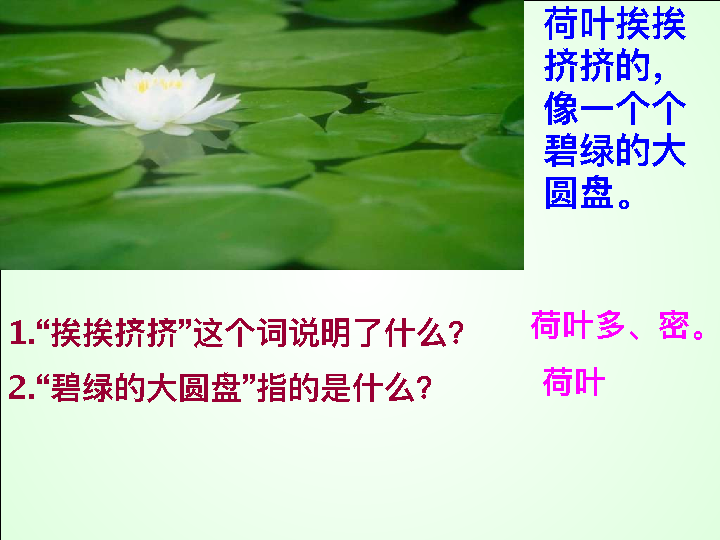 荷叶挨挨
挤挤的，
像一个个
碧绿的大
圆盘。
1.“挨挨挤挤”这个词说明了什么?
荷叶多、密。
2.“碧绿的大圆盘”指的是什么?
荷叶